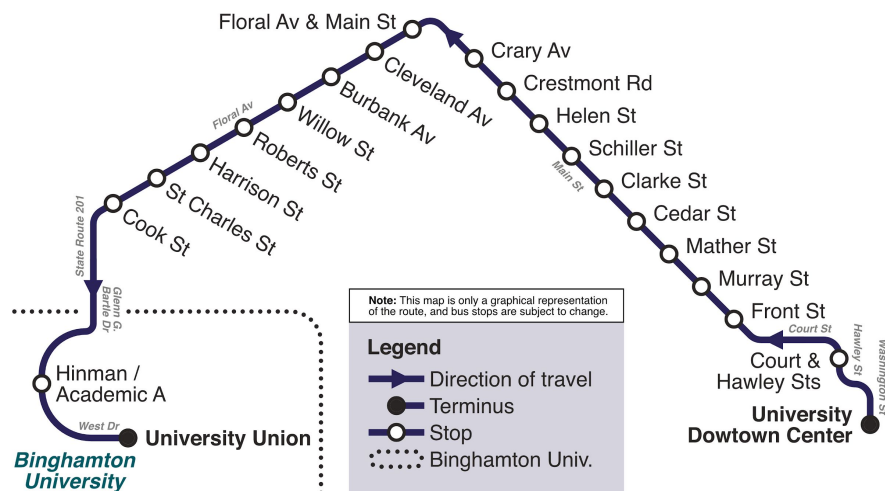 Floral Av & Main St
Cleveland Av
Burbank Av
Willow St
Roberts St
Harrison St
St Charles St
Cook St
Floral Av
State Route 201
Glenn G.
Bartle Dr
Hinman /
Academic A
West Dr
University Union
Binghamton
University
Crary Av
Crestmont Rd
Helen St
Schiller St
Main St
Clarke St
Cedar St
Mather St
Murray St
Front St
Court St
Hawley St
Washington St
Court &
Hawley Sts
University
Dowtown Center
Note: This map is only a graphical representation
of the route, and bus stops are subject to change.
Legend
Direction of travel
Terminus
Stop
Binghamton Univ.